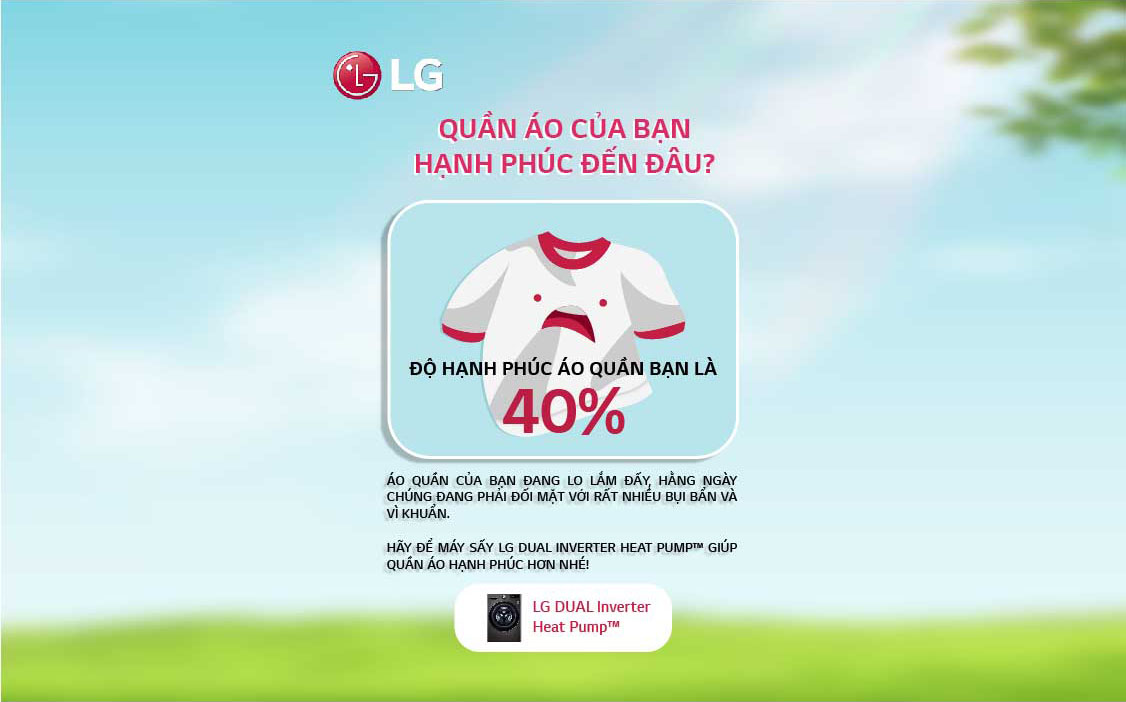 LG
QUẦN ÁO CỦA BẠN
HẠNH PHÚC ĐẾN ĐÂU?
ĐỘ HẠNH PHÚC ÁO QUẦN BẠN LÀ
40%
ÁO QUẦN CỦA BẠN ĐANG LO LẮM ĐẤY, HẰNG NGÀY
CHÚNG ĐANG PHẢI ĐỐI MẶT VỚI RẤT NHIỀU BỤI BẨN VÀ
VÌ KHUẨN.
HÃY ĐỂ MÁY SẤY LG DUAL INVERTER HEAT PUMP™ GIÚP
QUẦN ÁO HẠNH PHÚC HƠN NHÉ!
LG DUAL Inverter
Heat Pump™